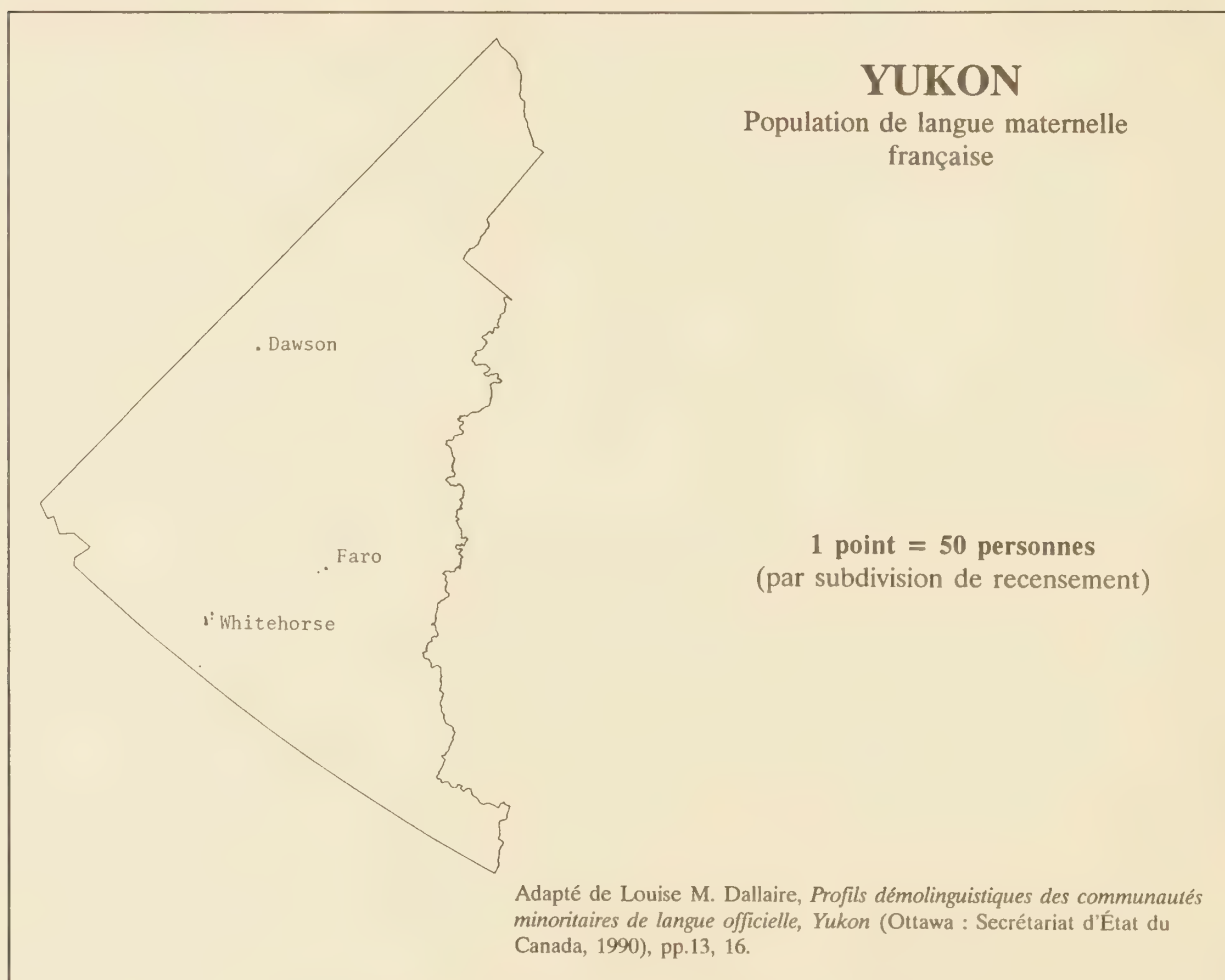 YUKON
Population de langue maternelle
française
Dawson
Faro
Whitehorse
1 point = 50 personnes
(par subdivision de recensement)
Adapté de Louise M. Dallaire, Profils démolinguistiques des communautés
minoritaires de langue officielle, Yukon (Ottawa : Secrétariat d'État du
Canada, 1990), pp.13, 16.